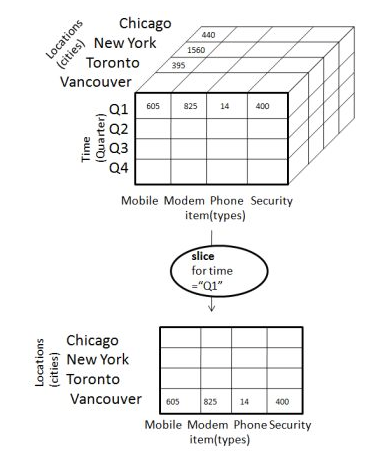 Chicago
New York
Toronto
Vancouver
Locations
(cities)
440
1560
395
Q1 605 825 14 400
Q2
Q3
Q4
Time
(Quarter)
Mobile Modem Phone Security
item(types)
slice
for time
="Q1"
Locations
(cities)
Chicago
New York
Toronto
Vancouver 605 825 14 400
Mobile Modem Phone Security
item(types)